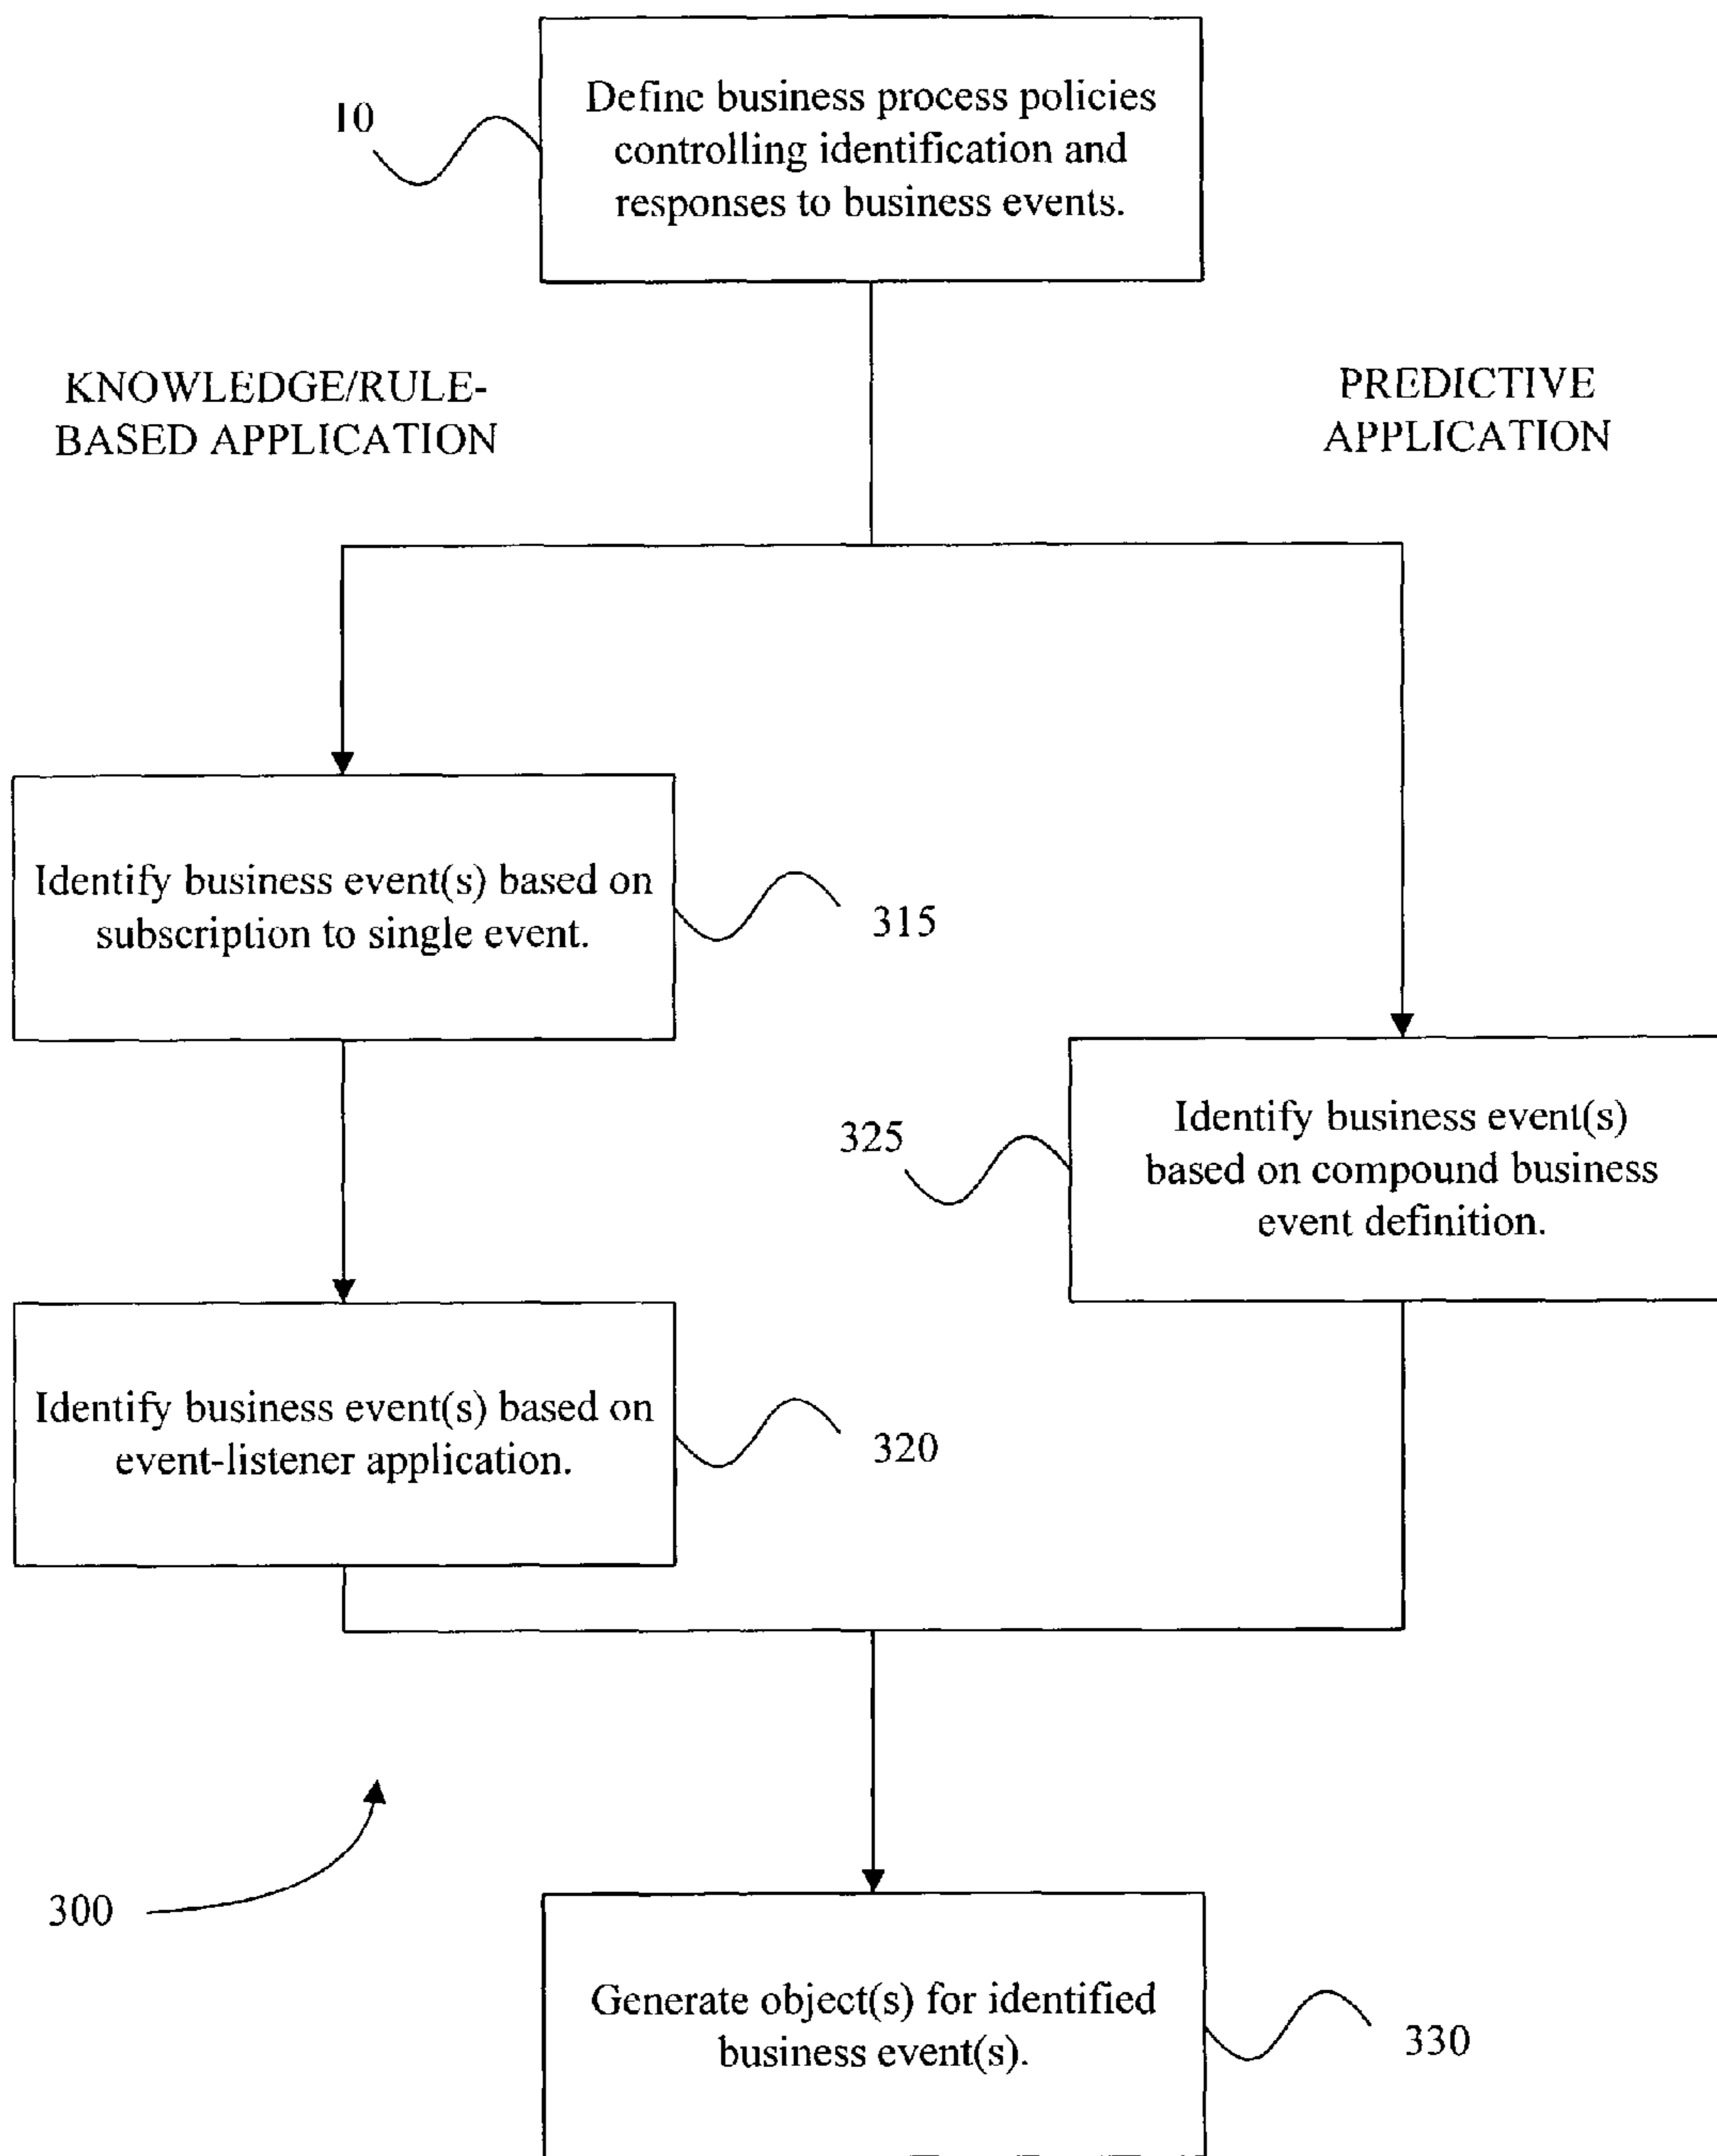 Define business process policies
controlling identification and
responses to business events.
10
KNOWLEDGE/RULE-
BASED APPLICATION
PREDICTIVE
APPLICATION
Identify business event(s) based on
subscription to single event.
315
325
Identify business event(s)
based on compound business
event definition.
Identify business event(s) based on
event-listener application.
320
300
Generate object(s) for identified
business event(s).
330